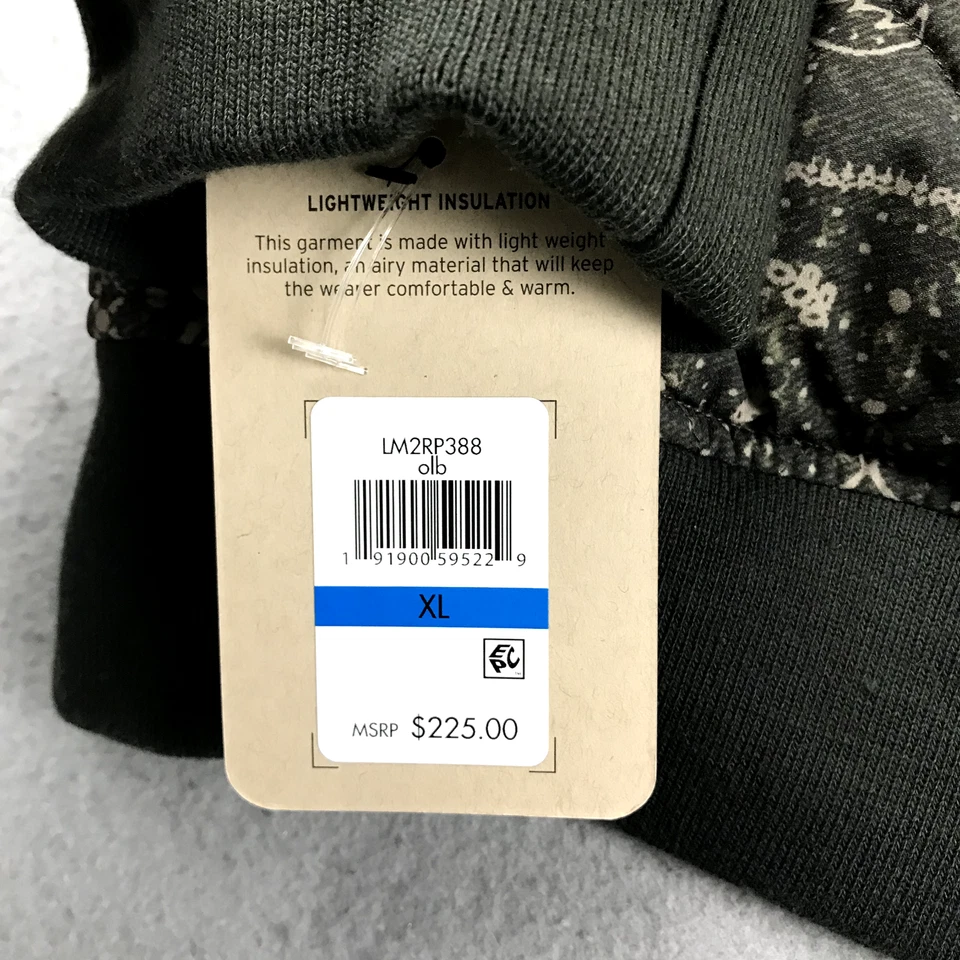 LIGHTWEIGHT INSULATION
This garment is made with light weight
insulation, an airy material that will keep
the wearer comfortable & warm.
LM2RP388
olb
1 91900 59522 9
XL
EPC
MSRP $225.00